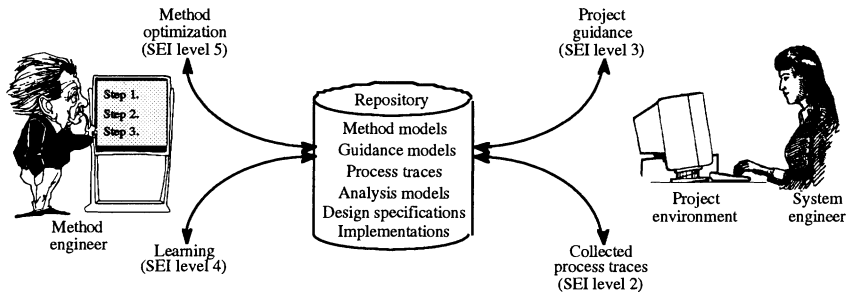 Method
optimization
(SEI level 5)
Project
guidance
(SEI level 3)
Step 1.
Step 2.
Step 3.
Repository
Method models
Guidance models
Process traces
Analysis models
Design specifications
Implementations
Method
engineer
Project
environment
System
engineer
Learning
(SEI level 4)
Collected
process traces
(SEI level 2)